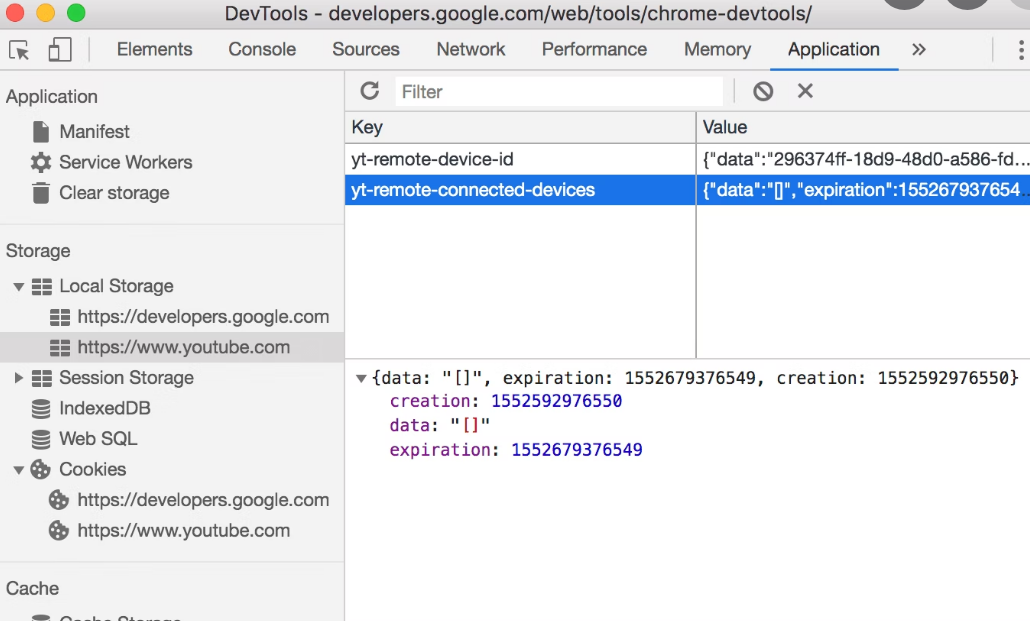 DevTools - developers.google.com/web/tools/chrome-devtools/
Elements Console Sources Network Performance Memory Application »
Application
Manifest
Service Workers
Clear storage
Storage
Local Storage
https://developers.google.com
https://www.youtube.com
Session Storage
IndexedDB
Web SQL
Cookies
https://developers.google.com
https://www.youtube.com
Cache
Cache Storage
Filter
Key Value
yt-remote-device-id {"data":"296374ff-18d9-48d0-a586-fd...
yt-remote-connected-devices {"data":"[]","expiration":155267937654...
{data: "[]", expiration: 1552679376549, creation: 1552592976550}
creation: 1552592976550
data: "[]"
expiration: 1552679376549